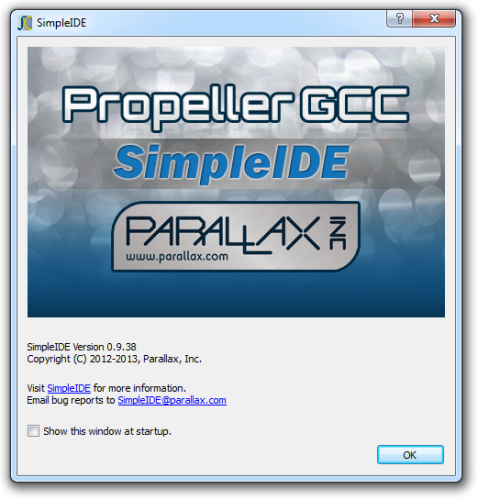 SimpleIDE
Propeller GCC
SimpleIDE
PARALLAX INC
www.parallax.com
SimpleIDE Version 0.9.38
Copyright (C) 2012-2013, Parallax, Inc.
Visit SimpleIDE for more information.
Email bug reports to SimpleIDE@parallax.com
Show this window at startup.
OK